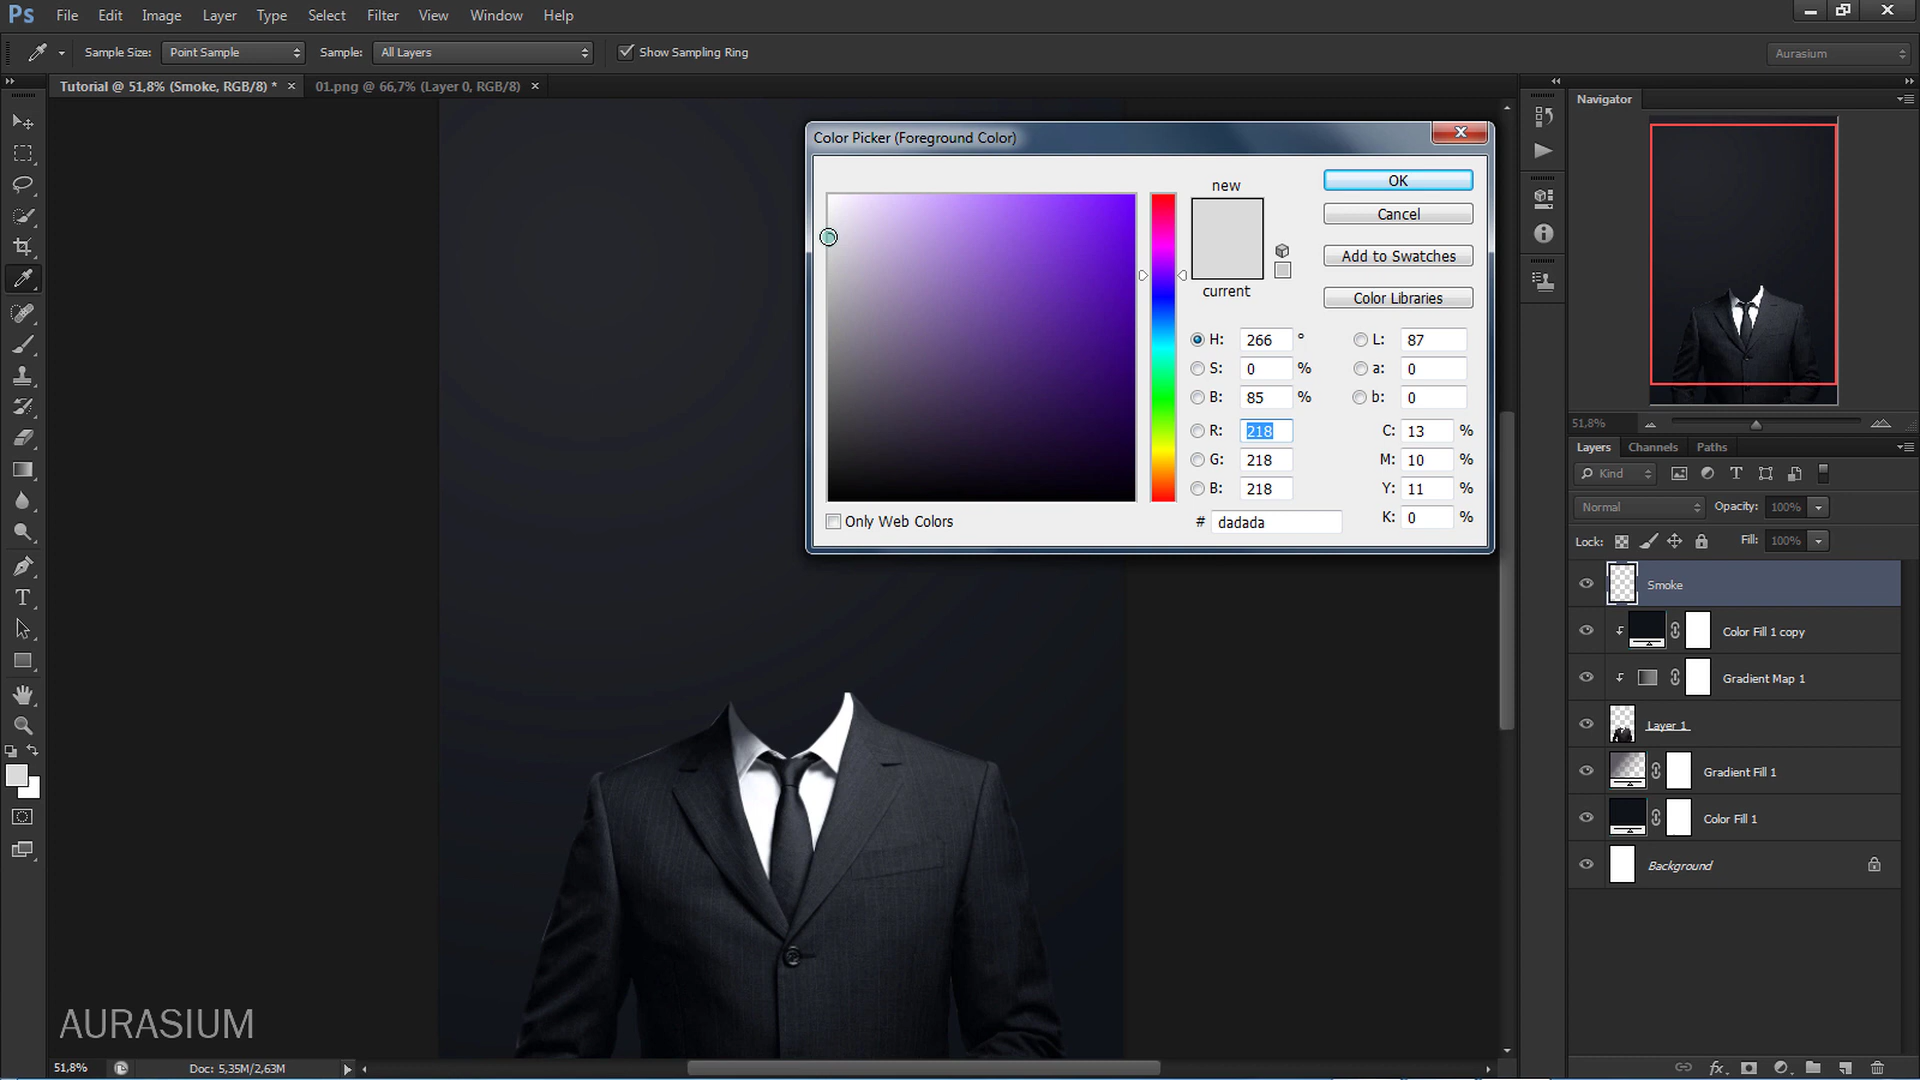 Ps File Edit Image Layer Type Select Filter View Window Help
Sample Size: Point Sample Sample: All Layers Show Sampling Ring Aurasium
Tutorial @ 51,8% (Smoke, RGB/8) * 01.png @ 66,7% (Layer 0, RGB/8)
Navigator
Color Picker (Foreground Color)
new
current
OK
Cancel
Add to Swatches
Color Libraries
H: 266 ° L: 87
S: 0 % a: 0
B: 85 % b: 0
R: 218 C: 13 %
G: 218 M: 10 %
B: 218 Y: 11 %
# dadada K: 0 %
Only Web Colors
51,8%
Layers Channels Paths
Kind
Normal Opacity: 100%
Lock: Fill: 100%
Smoke
Color Fill 1 copy
Gradient Map 1
Layer 1
Gradient Fill 1
Color Fill 1
Background
AURASIUM
51,8% Doc: 5,35M/2,63M